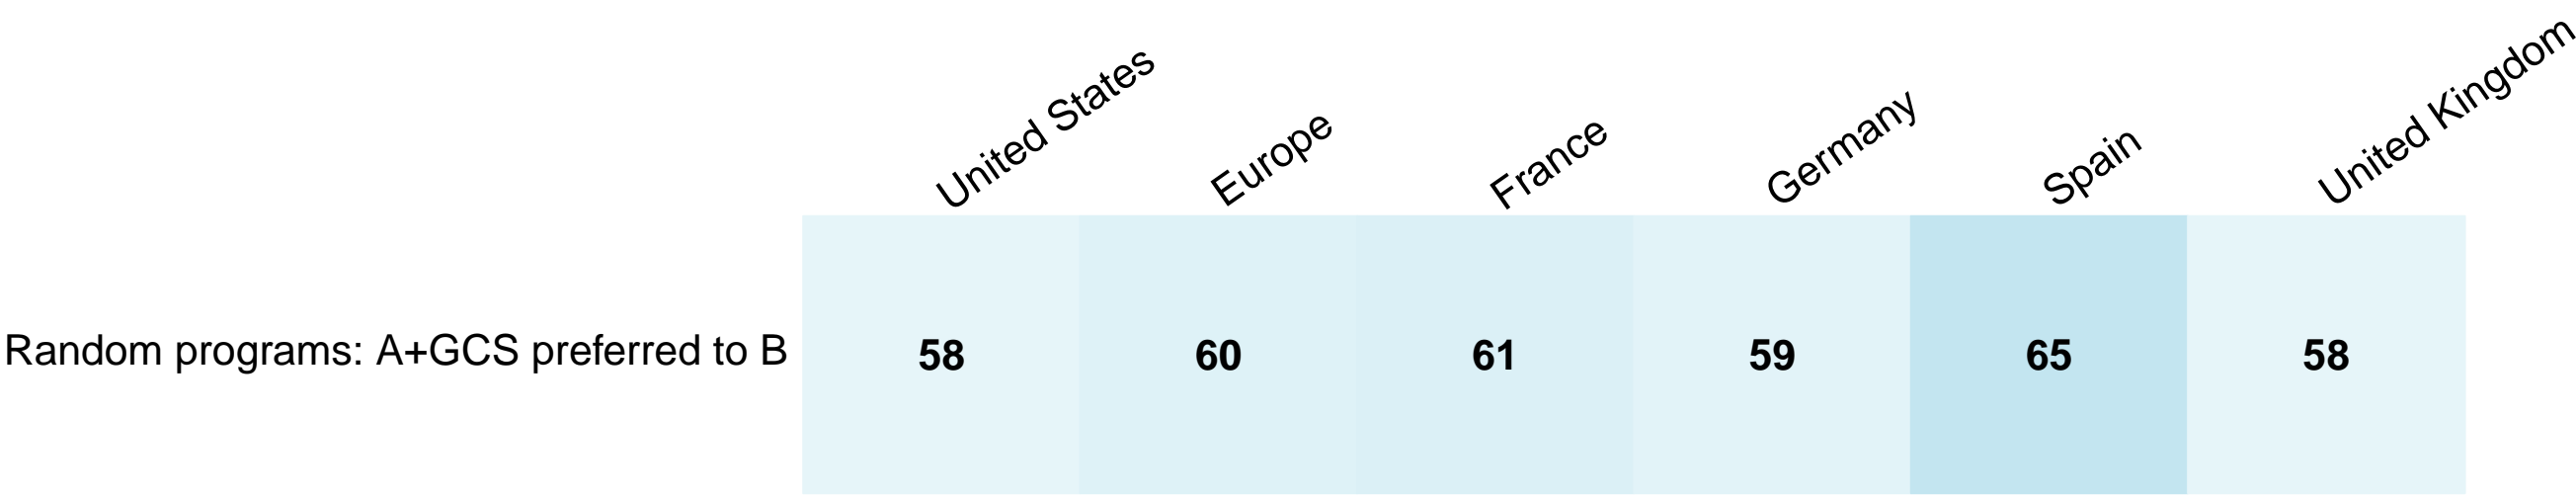 United States
Europe
France
Germany
Spain
United Kingdom
Random programs: A+GCS preferred to B
58
60
61
59
65
58